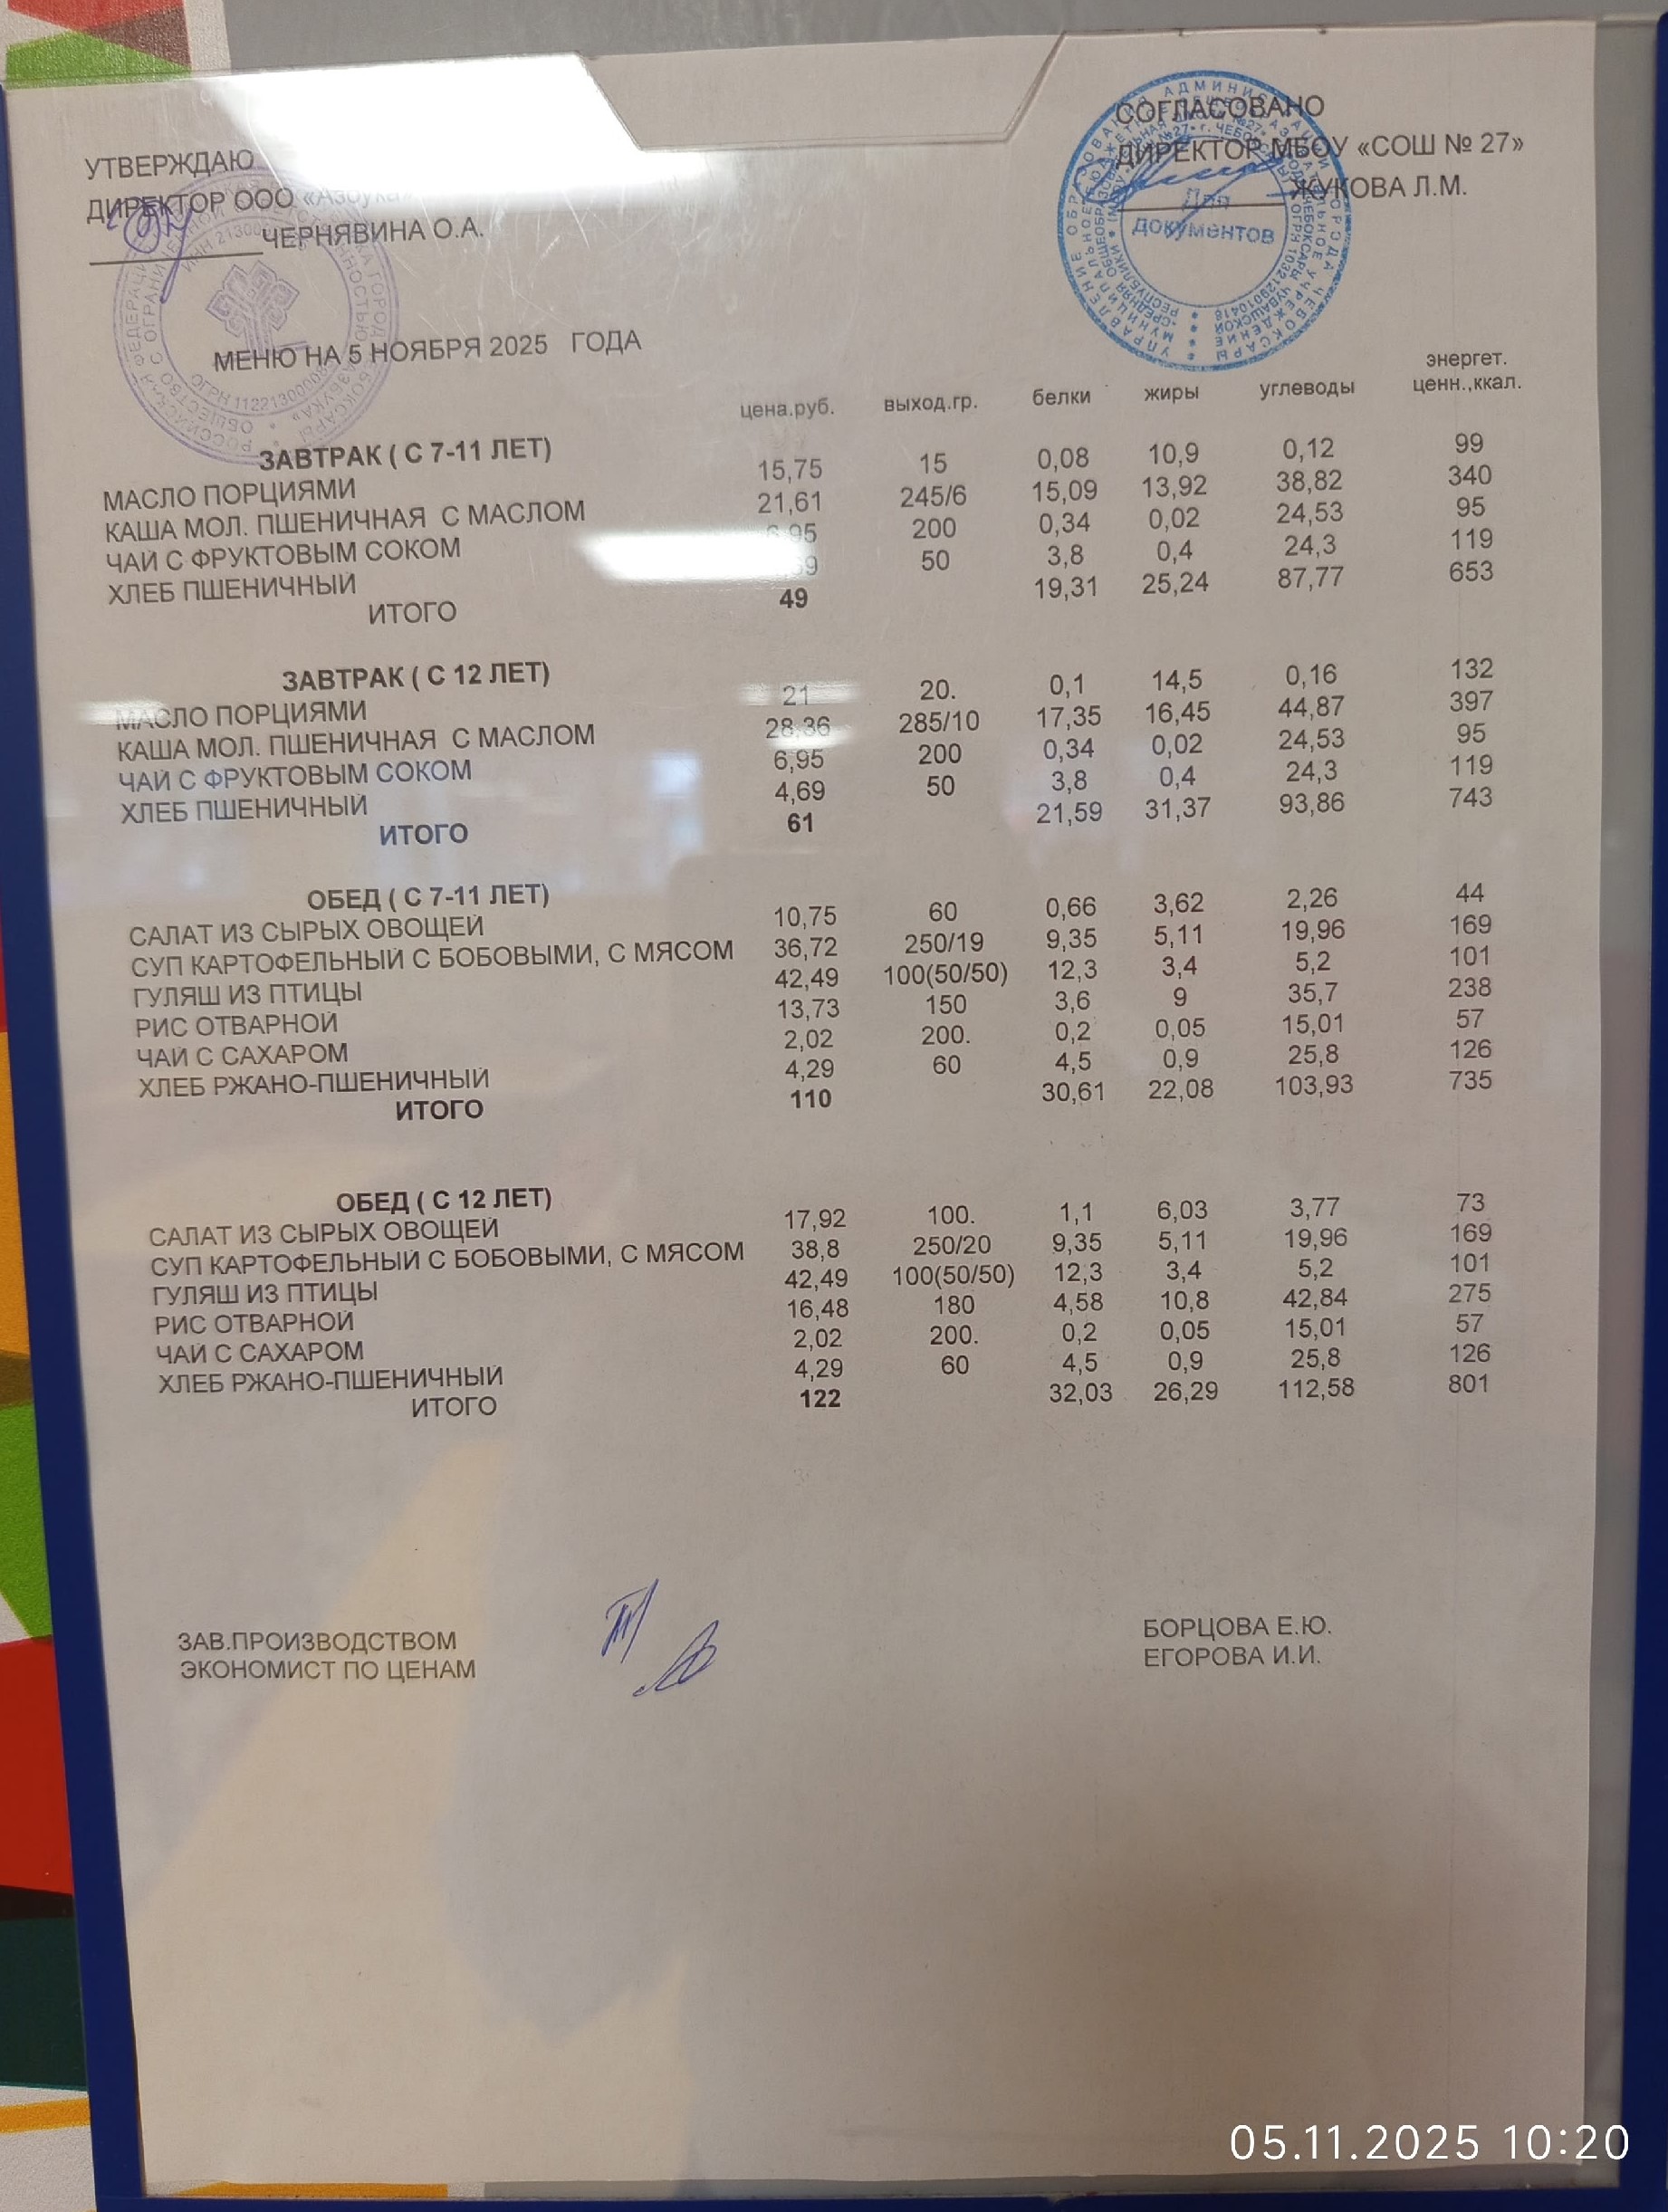 УТВЕРЖДАЮ
ДИРЕКТОР ООО «Азбука»
ЧЕРНЯВИНА О.А.
СОГЛАСОВАНО
ДИРЕКТОР МБОУ «СОШ № 27»
ЖУКОВА Л.М.
Для
документов
МЕНЮ НА 5 НОЯБРЯ 2025 ГОДА
цена.руб. выход.гр. белки жиры углеводы энергет. ценн.,ккал.
ЗАВТРАК ( С 7-11 ЛЕТ)
МАСЛО ПОРЦИЯМИ 15,75 15 0,08 10,9 0,12 99
КАША МОЛ. ПШЕНИЧНАЯ С МАСЛОМ 21,61 245/6 15,09 13,92 38,82 340
ЧАЙ С ФРУКТОВЫМ СОКОМ 6,95 200 0,34 0,02 24,53 95
ХЛЕБ ПШЕНИЧНЫЙ 50 3,8 0,4 24,3 119
ИТОГО 49 19,31 25,24 87,77 653
ЗАВТРАК ( С 12 ЛЕТ)
МАСЛО ПОРЦИЯМИ 21 20. 0,1 14,5 0,16 132
КАША МОЛ. ПШЕНИЧНАЯ С МАСЛОМ 28,36 285/10 17,35 16,45 44,87 397
ЧАЙ С ФРУКТОВЫМ СОКОМ 6,95 200 0,34 0,02 24,53 95
ХЛЕБ ПШЕНИЧНЫЙ 4,69 50 3,8 0,4 24,3 119
ИТОГО 61 21,59 31,37 93,86 743
ОБЕД ( С 7-11 ЛЕТ)
САЛАТ ИЗ СЫРЫХ ОВОЩЕЙ 10,75 60 0,66 3,62 2,26 44
СУП КАРТОФЕЛЬНЫЙ С БОБОВЫМИ, С МЯСОМ 36,72 250/19 9,35 5,11 19,96 169
ГУЛЯШ ИЗ ПТИЦЫ 42,49 100(50/50) 12,3 3,4 5,2 101
РИС ОТВАРНОЙ 13,73 150 3,6 9 35,7 238
ЧАЙ С САХАРОМ 2,02 200. 0,2 0,05 15,01 57
ХЛЕБ РЖАНО-ПШЕНИЧНЫЙ 4,29 60 4,5 0,9 25,8 126
ИТОГО 110 30,61 22,08 103,93 735
ОБЕД ( С 12 ЛЕТ)
САЛАТ ИЗ СЫРЫХ ОВОЩЕЙ 17,92 100. 1,1 6,03 3,77 73
СУП КАРТОФЕЛЬНЫЙ С БОБОВЫМИ, С МЯСОМ 38,8 250/20 9,35 5,11 19,96 169
ГУЛЯШ ИЗ ПТИЦЫ 42,49 100(50/50) 12,3 3,4 5,2 101
РИС ОТВАРНОЙ 16,48 180 4,58 10,8 42,84 275
ЧАЙ С САХАРОМ 2,02 200. 0,2 0,05 15,01 57
ХЛЕБ РЖАНО-ПШЕНИЧНЫЙ 4,29 60 4,5 0,9 25,8 126
ИТОГО 122 32,03 26,29 112,58 801
ЗАВ.ПРОИЗВОДСТВОМ БОРЦОВА Е.Ю.
ЭКОНОМИСТ ПО ЦЕНАМ ЕГОРОВА И.И.
05.11.2025 10:20